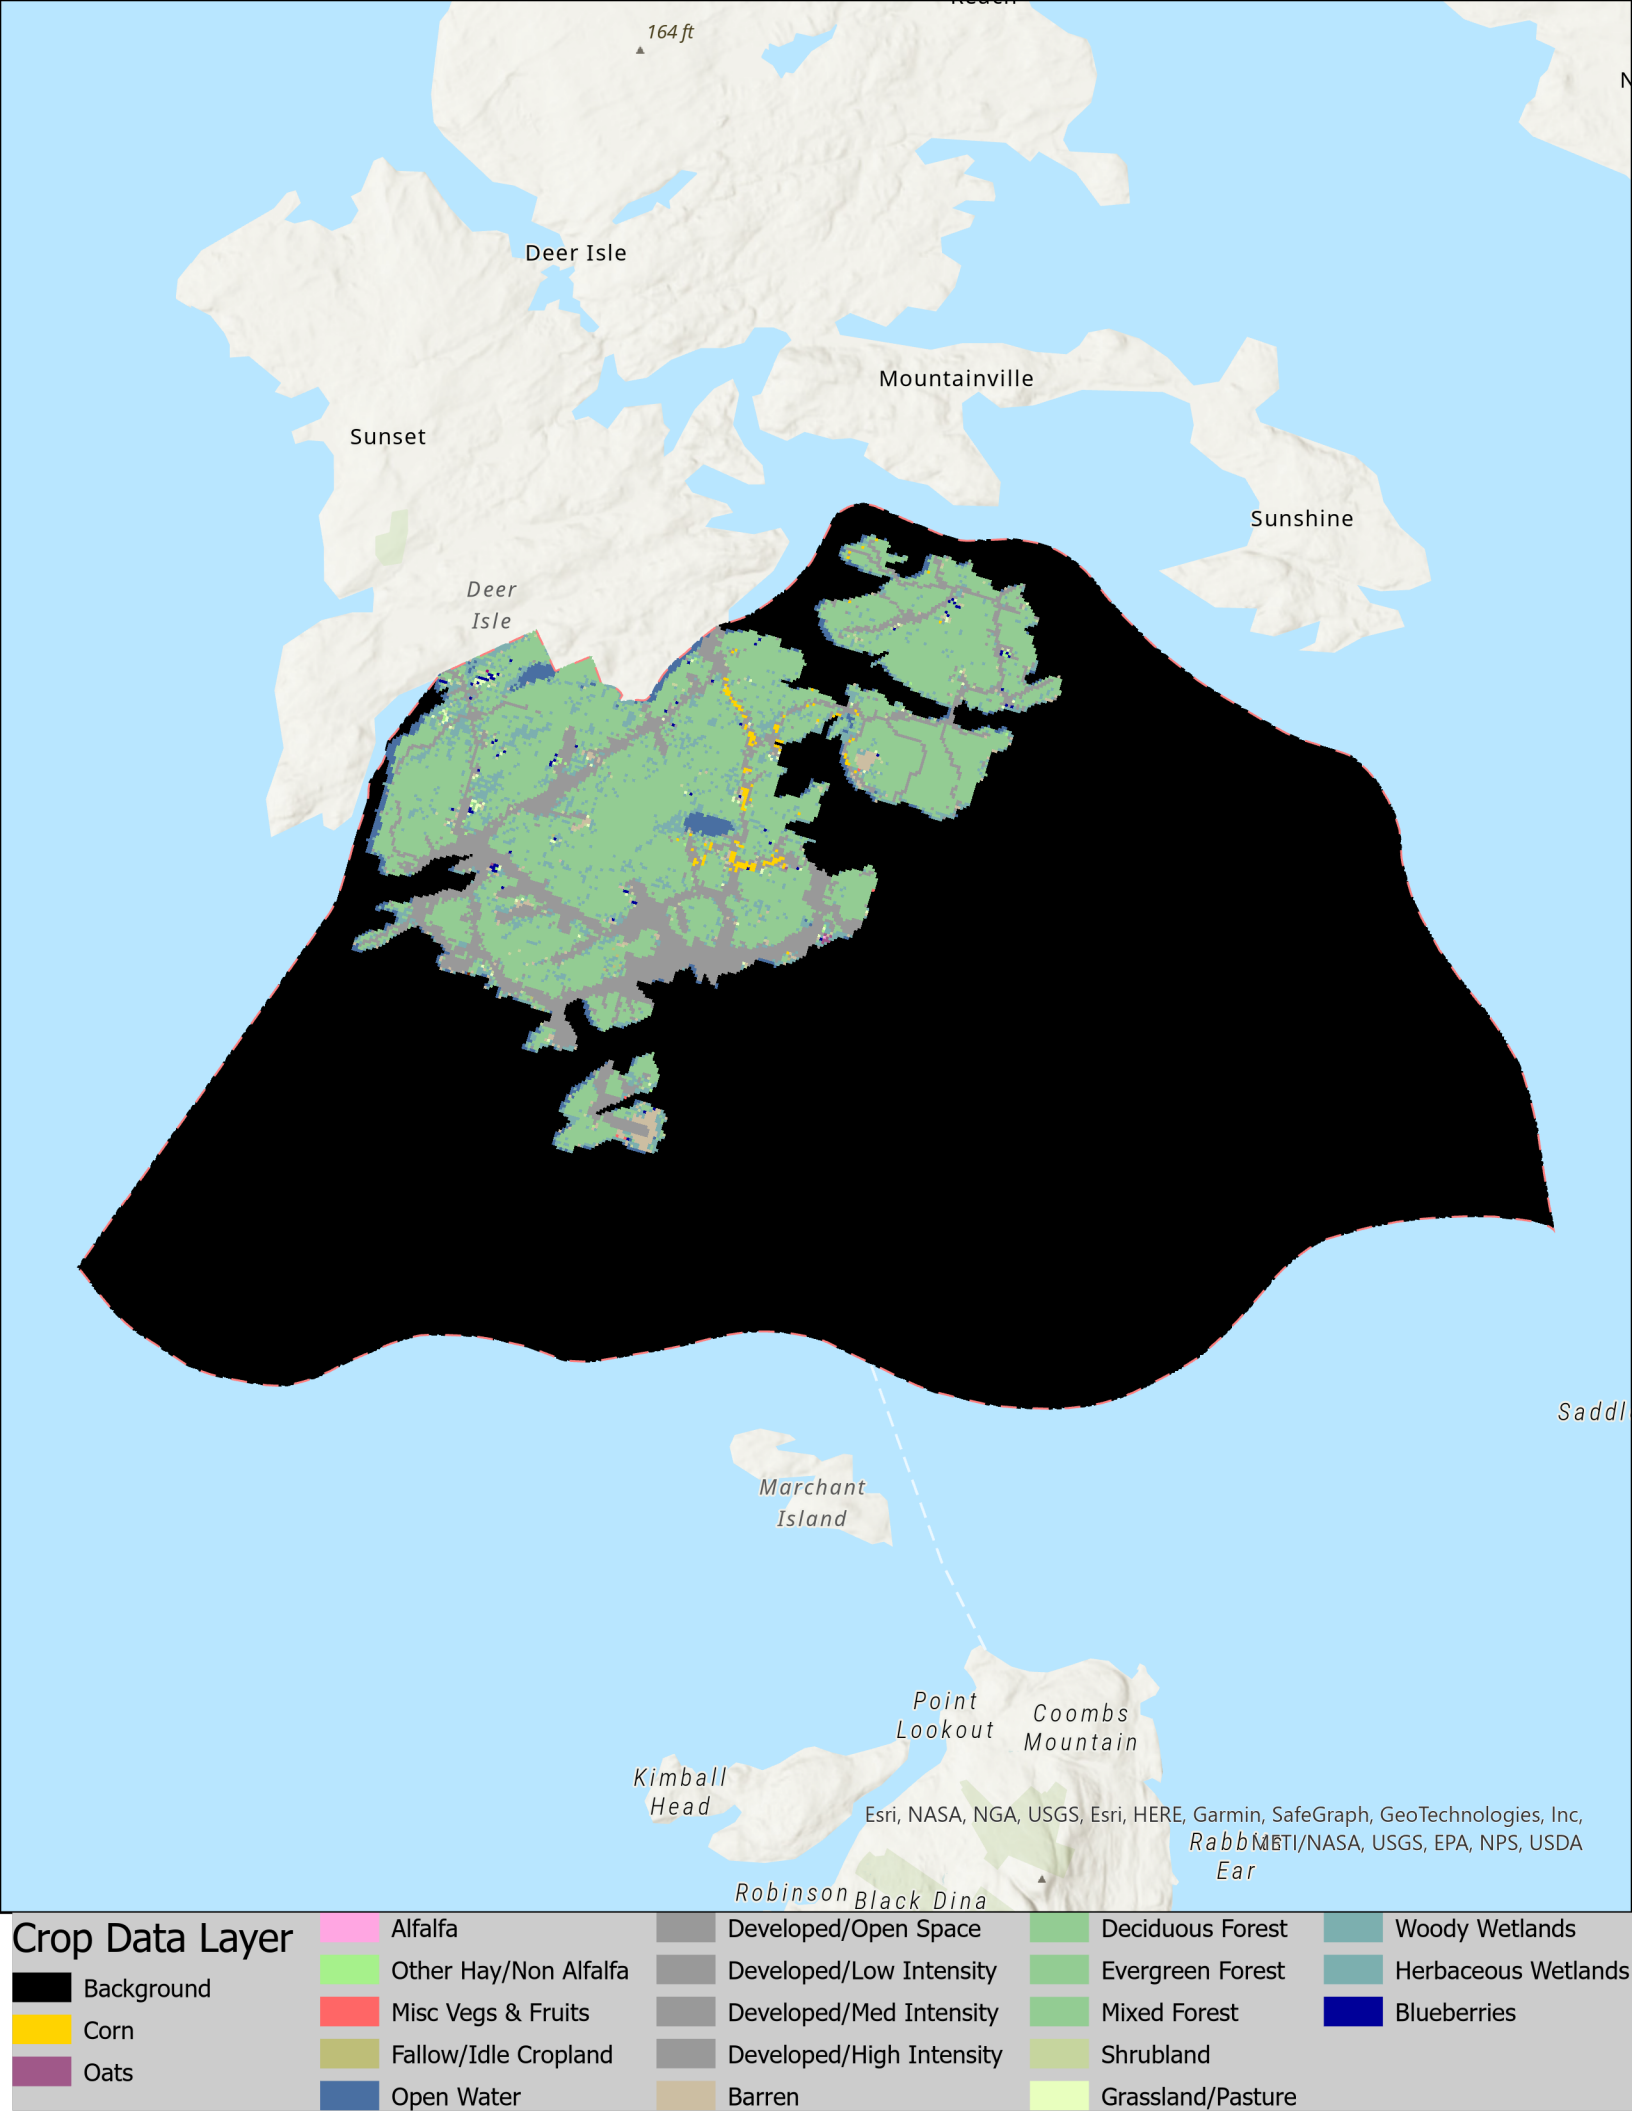 164 ft
Deer Isle
Mountainville
Sunset
Sunshine
Deer
Isle
Marchant
Island
Point
Lookout
Coombs
Mountain
Kimball
Head
Esri, NASA, NGA, USGS, Esri, HERE, Garmin, SafeGraph, GeoTechnologies, Inc,
METI/NASA, USGS, EPA, NPS, USDA
Ear
Robinson
Black Dina
Crop Data Layer
Background
Corn
Oats
Alfalfa
Other Hay/Non Alfalfa
Misc Vegs & Fruits
Fallow/Idle Cropland
Open Water
Developed/Open Space
Developed/Low Intensity
Developed/Med Intensity
Developed/High Intensity
Barren
Deciduous Forest
Evergreen Forest
Mixed Forest
Shrubland
Grassland/Pasture
Woody Wetlands
Herbaceous Wetlands
Blueberries